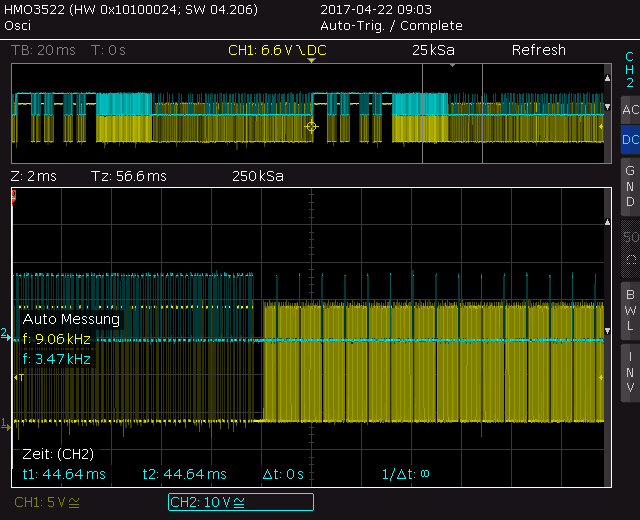 HMO3522 (HW 0x10100024; SW 04.206)
2017-04-22 09:03
Osci
Auto-Trig. / Complete
TB: 20 ms
T: 0 s
CH1: 6.6 V DC
25 kSa
Refresh
CH2
AC
DC
GND
50 Ω
BWL
INV
Z: 2 ms
Tz: 56.6 ms
250 kSa
2
Auto Messung
f: 9.06 kHz
f: 3.47 kHz
T
1
Zeit: (CH2)
t1: 44.64 ms
t2: 44.64 ms
Δt: 0 s
1/Δt: ∞
CH1: 5 V ≅
CH2: 10 V ≅